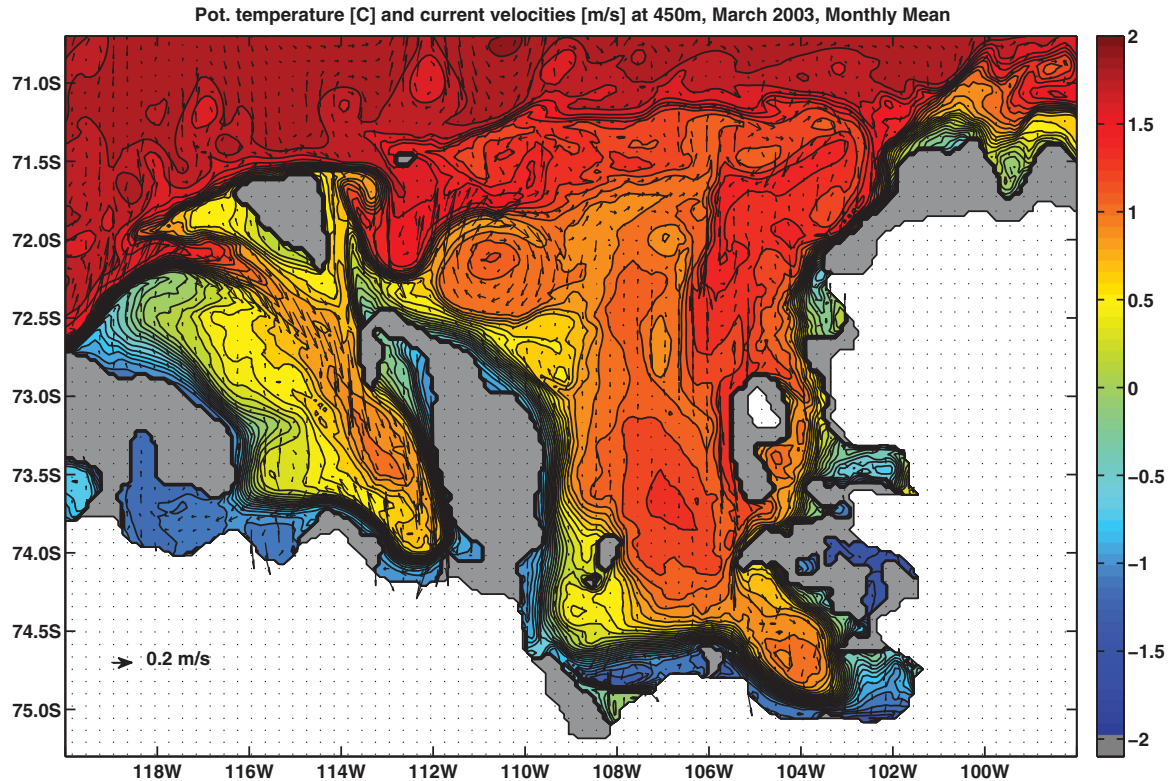 Pot. temperature [C] and current velocities [m/s] at 450m, March 2003, Monthly Mean
71.0S
71.5S
72.0S
72.5S
73.0S
73.5S
74.0S
74.5S
75.0S
0.2 m/s
118W 116W 114W 112W 110W 108W 106W 104W 102W 100W
2
1.5
1
0.5
0
−0.5
−1
−1.5
−2